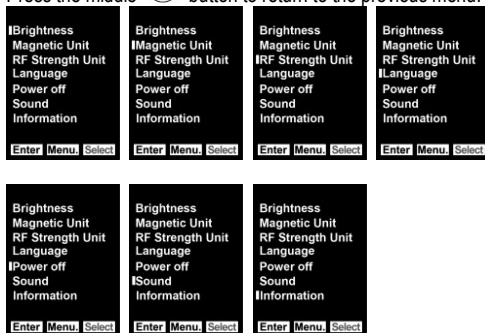 Press the middle button to return to the previous menu.
Brightness
Magnetic Unit
RF Strength Unit
Language
Power off
Sound
Information
Enter Menu. Select
Brightness
Magnetic Unit
RF Strength Unit
Language
Power off
Sound
Information
Enter Menu. Select
Brightness
Magnetic Unit
RF Strength Unit
Language
Power off
Sound
Information
Enter Menu. Select
Brightness
Magnetic Unit
RF Strength Unit
Language
Power off
Sound
Information
Enter Menu. Select
Brightness
Magnetic Unit
RF Strength Unit
Language
Power off
Sound
Information
Enter Menu. Select
Brightness
Magnetic Unit
RF Strength Unit
Language
Power off
Sound
Information
Enter Menu. Select
Brightness
Magnetic Unit
RF Strength Unit
Language
Power off
Sound
Information
Enter Menu. Select